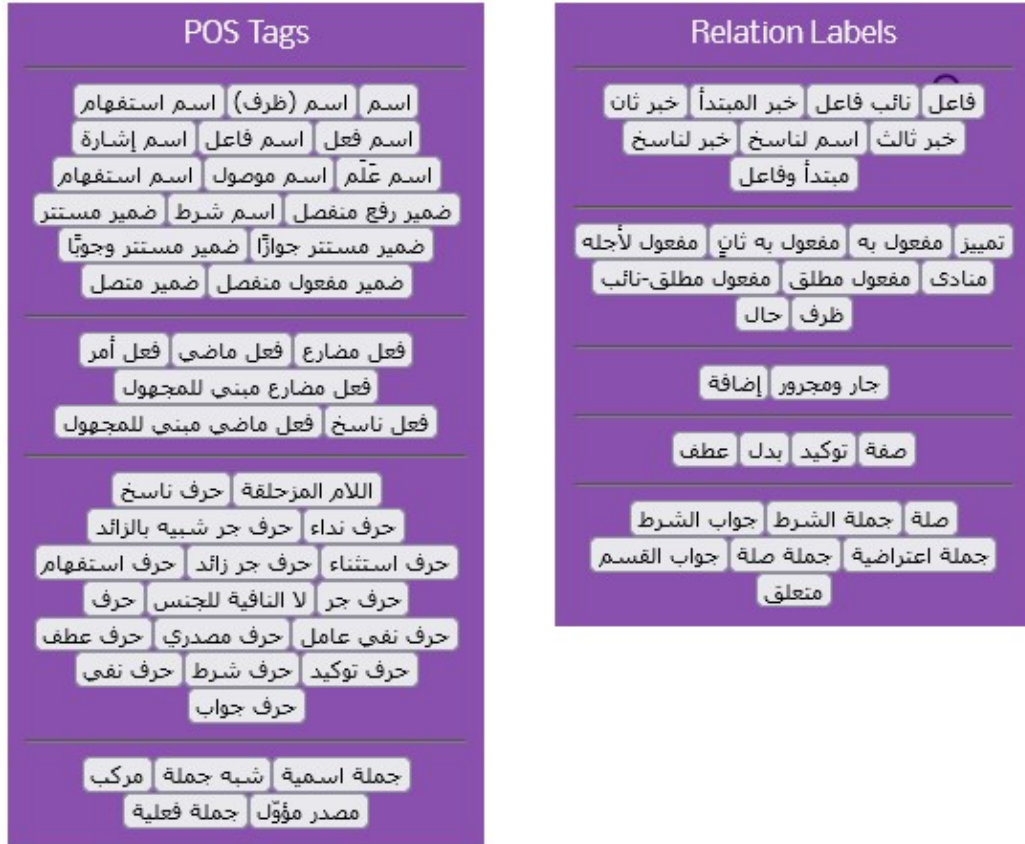 POS Tags
اسم اسم (ظرف) اسم استفهام
اسم فعل اسم فاعل اسم إشارة
اسم عَلَم اسم موصول اسم استفهام
ضمير رفع منفصل اسم شرط ضمير مستتر
ضمير مستتر جوازًا ضمير مستتر وجوبًا
ضمير مفعول منفصل ضمير متصل
فعل مضارع فعل ماضي فعل أمر
فعل مضارع مبني للمجهول
فعل ناسخ فعل ماضي مبني للمجهول
اللام المزحلقة حرف ناسخ
حرف نداء حرف جر شبيه بالزائد
حرف استثناء حرف جر زائد حرف استفهام
حرف جر لا النافية للجنس حرف
حرف نفي عامل حرف مصدري حرف عطف
حرف توكيد حرف شرط حرف نفي
حرف جواب
جملة اسمية شبه جملة مركب
مصدر مؤوّل جملة فعلية
Relation Labels
فاعل نائب فاعل خبر المبتدأ خبر ثان
خبر ثالث اسم لناسخ خبر لناسخ
مبتدأ وفاعل
تمييز مفعول به مفعول به ثانٍ مفعول لأجله
منادى مفعول مطلق مفعول مطلق-نائب
ظرف حال
جار ومجرور إضافة
صفة توكيد بدل عطف
صلة جملة الشرط جواب الشرط
جملة اعتراضية جملة صلة جواب القسم
متعلق